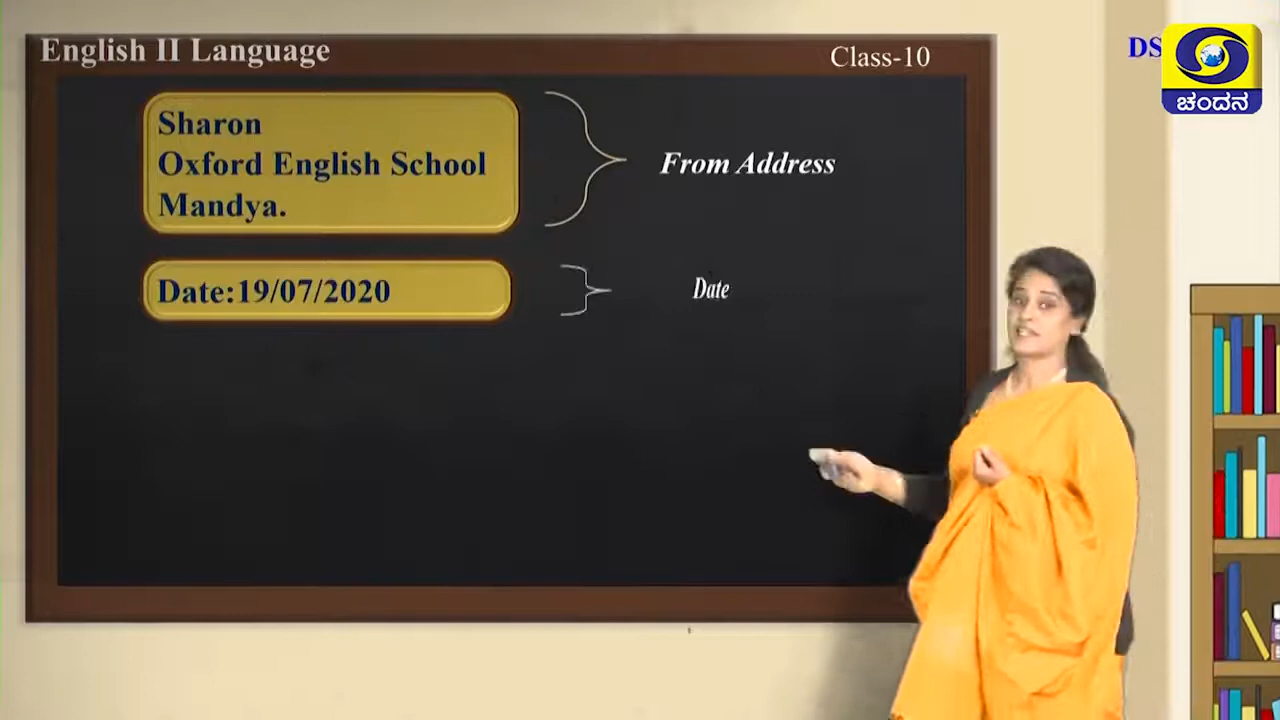 English II Language
Class-10
DS
ಚಂದನ
Sharon
Oxford English School
Mandya.
From Address
Date:19/07/2020
Date